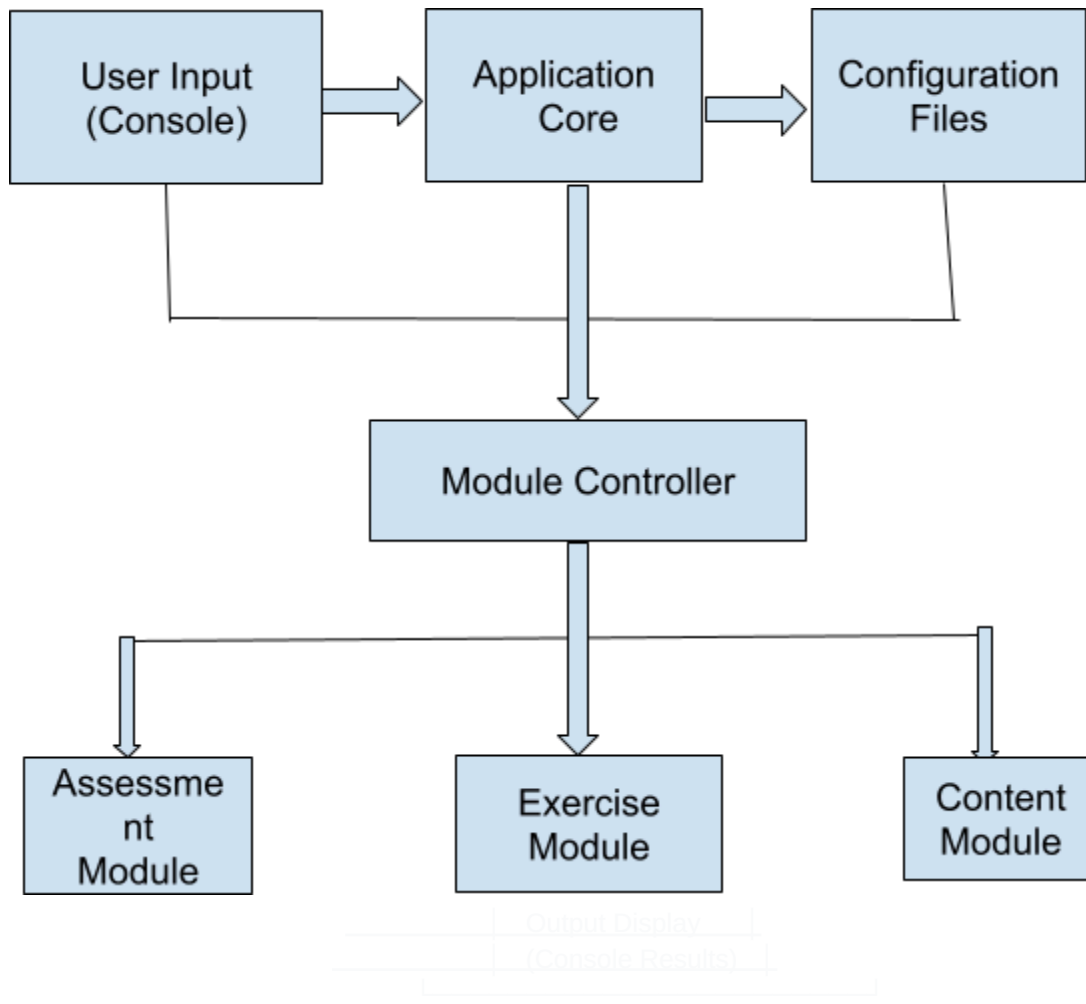 User Input
(Console)
Application
Core
Configuration
Files
Module Controller
Assessme
nt
Module
Exercise
Module
Content
Module
Output Display
(Console Results)